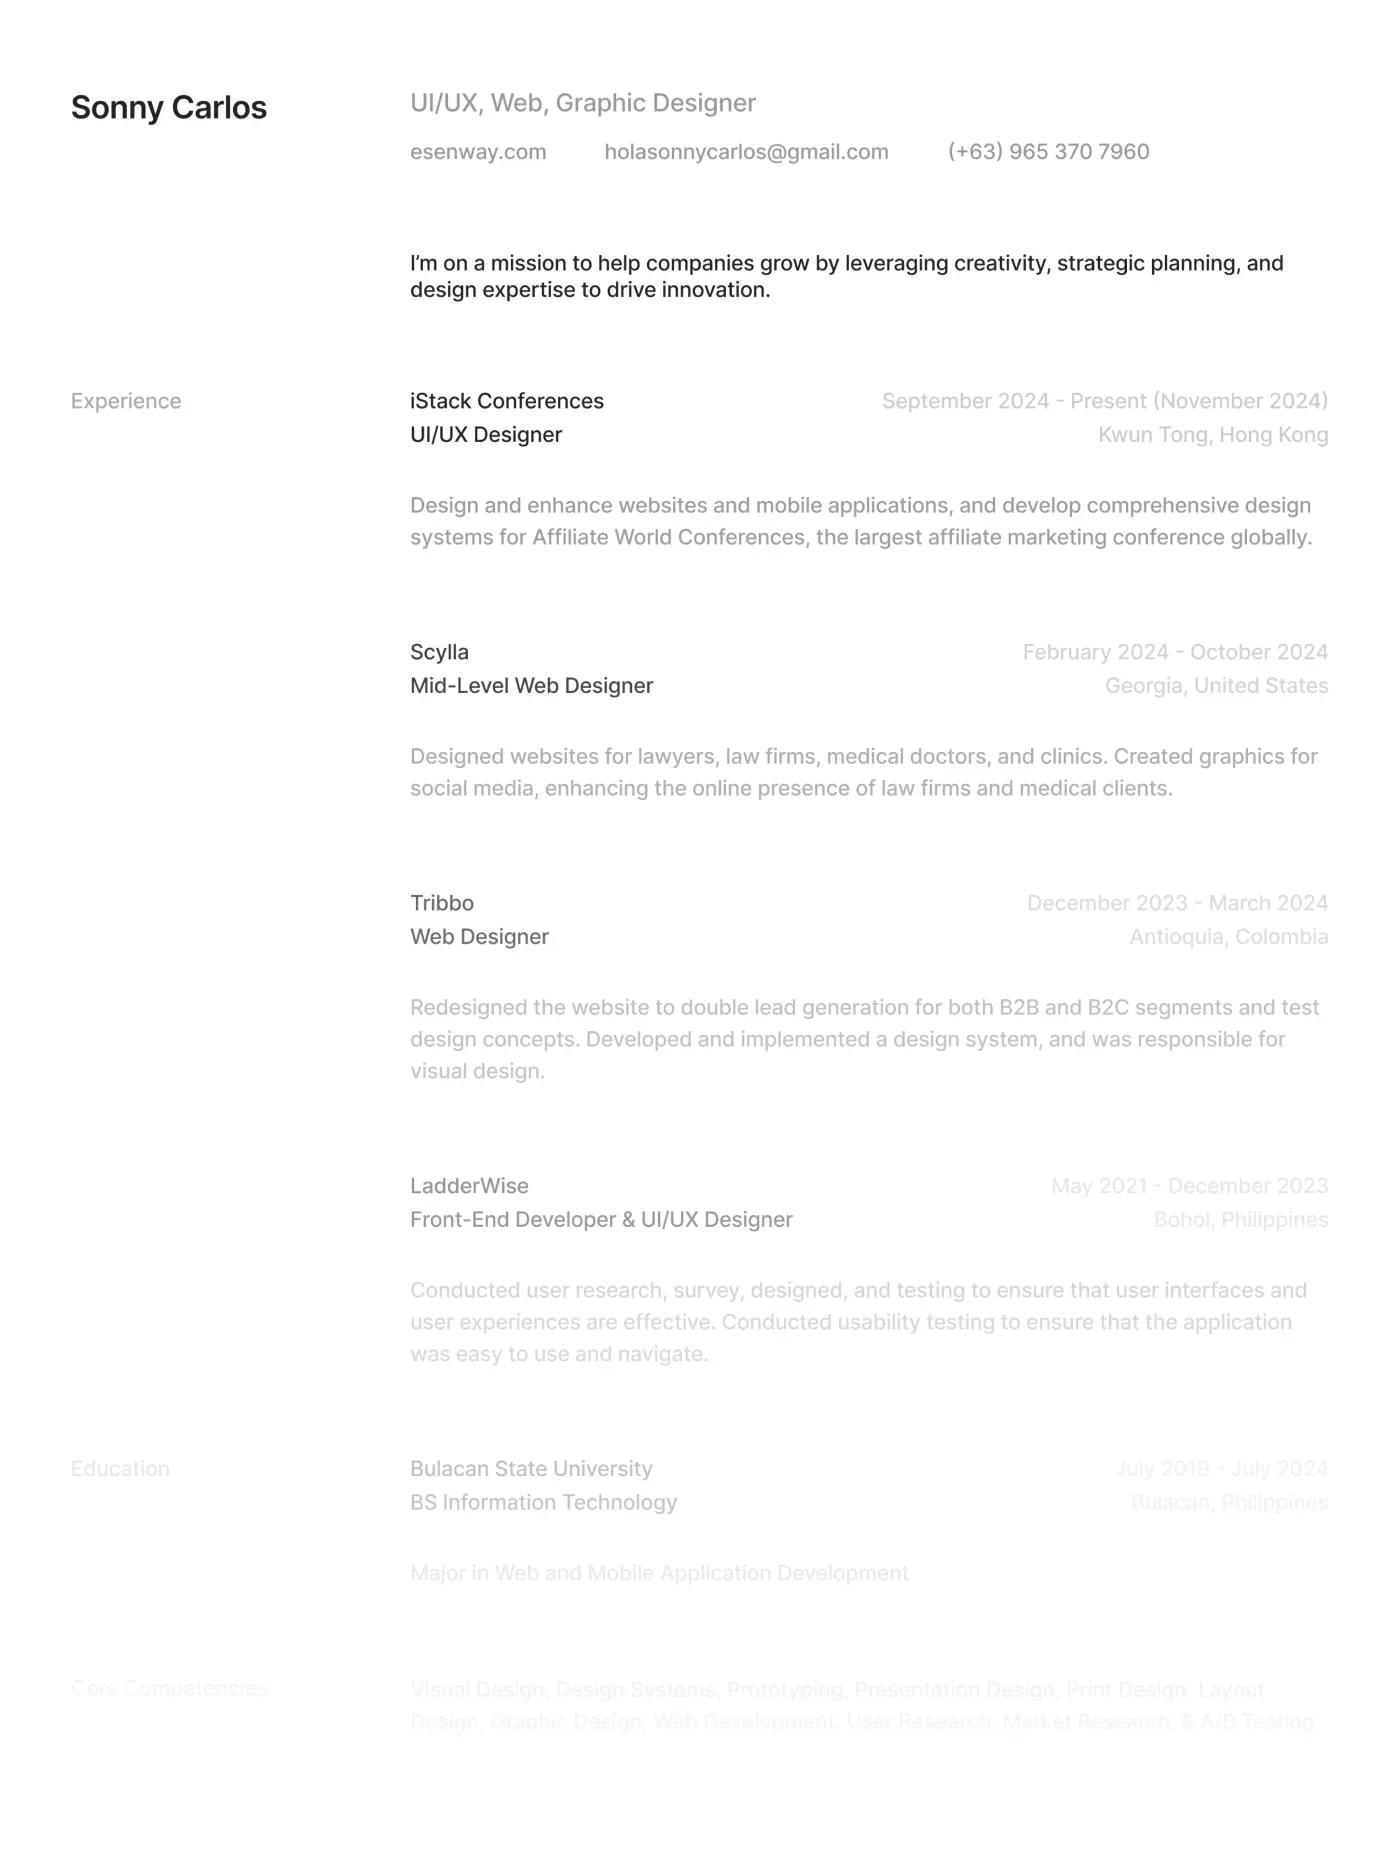 Sonny Carlos
UI/UX, Web, Graphic Designer
esenway.com holasonnycarlos@gmail.com (+63) 965 370 7960
I’m on a mission to help companies grow by leveraging creativity, strategic planning, and
design expertise to drive innovation.
Experience
iStack Conferences September 2024 - Present (November 2024)
UI/UX Designer Kwun Tong, Hong Kong
Design and enhance websites and mobile applications, and develop comprehensive design
systems for Affiliate World Conferences, the largest affiliate marketing conference globally.
Scylla February 2024 - October 2024
Mid-Level Web Designer Georgia, United States
Designed websites for lawyers, law firms, medical doctors, and clinics. Created graphics for
social media, enhancing the online presence of law firms and medical clients.
Tribbo December 2023 - March 2024
Web Designer Antioquia, Colombia
Redesigned the website to double lead generation for both B2B and B2C segments and test
design concepts. Developed and implemented a design system, and was responsible for
visual design.
LadderWise May 2021 - December 2023
Front-End Developer & UI/UX Designer Bohol, Philippines
Conducted user research, survey, designed, and testing to ensure that user interfaces and
user experiences are effective. Conducted usability testing to ensure that the application
was easy to use and navigate.
Education
Bulacan State University July 2019 - July 2024
BS Information Technology Bulacan, Philippines
Major in Web and Mobile Application Development
Core Competencies
Visual Design, Design Systems, Prototyping, Presentation Design, Print Design, Layout
Design, Graphic Design, Web Development, User Research, Market Research, & A/B Testing